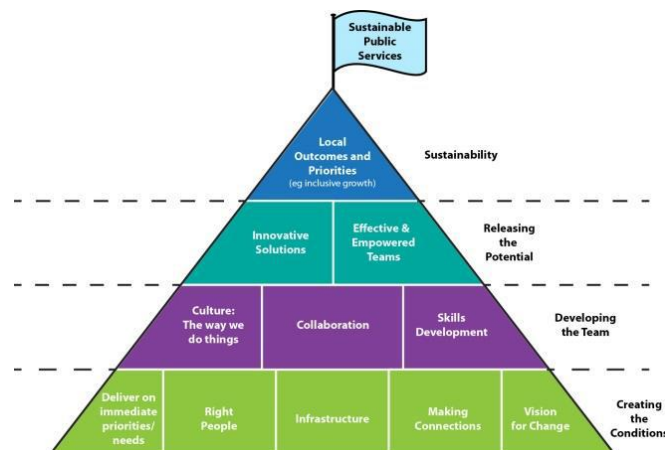 Sustainable
Public
Services
Local
Outcomes and
Priorities
(eg inclusive growth)
Sustainability
Innovative
Solutions
Effective &
Empowered
Teams
Releasing
the
Potential
Culture:
The way we
do things
Collaboration
Skills
Development
Developing
the Team
Deliver on
immediate
priorities/
needs
Right
People
Infrastructure
Making
Connections
Vision
for Change
Creating
the
Conditions